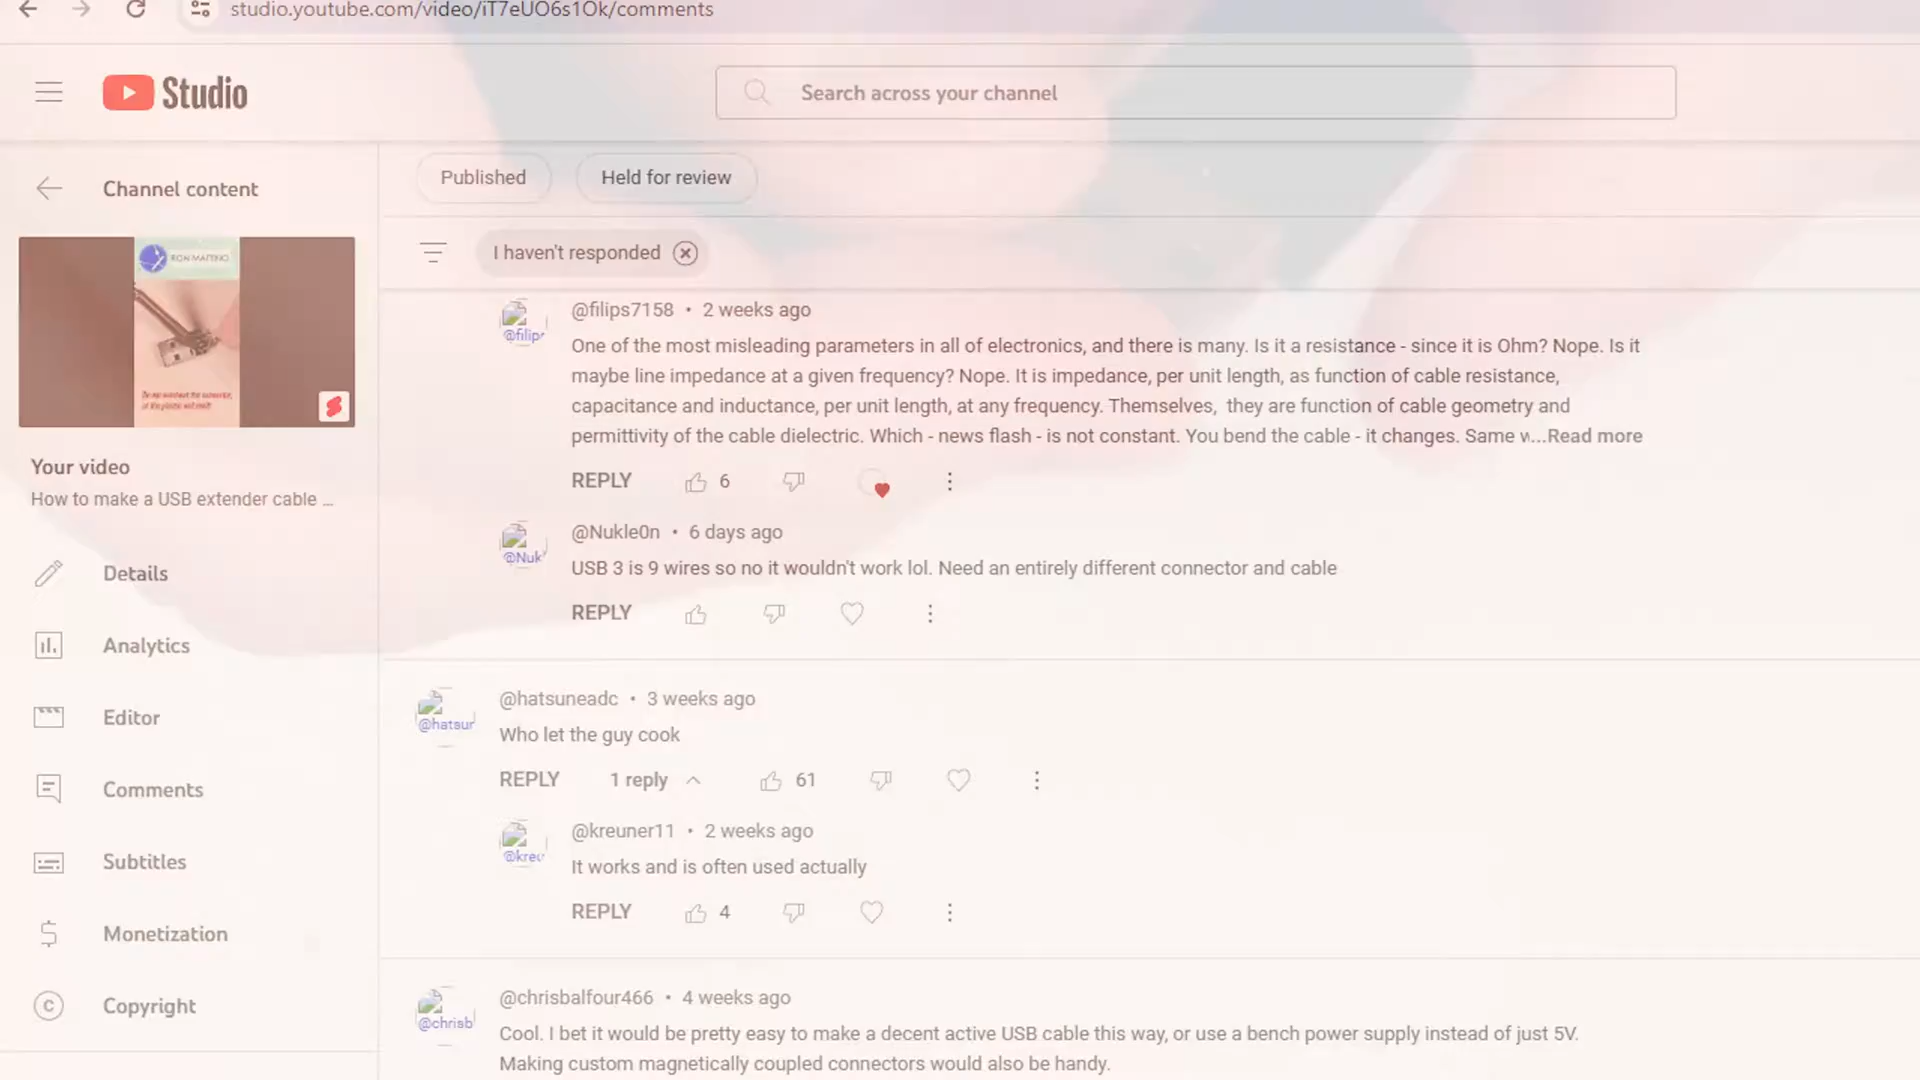 studio.youtube.com/video/iT7eUO6s1Ok/comments
Studio
Search across your channel
Channel content
Published
Held for review
I haven't responded
RON MATTINO
Your video
How to make a USB extender cable ...
Details
Analytics
Editor
Comments
Subtitles
Monetization
Copyright
@filips7158 • 2 weeks ago
@filips
One of the most misleading parameters in all of electronics, and there is many. Is it a resistance - since it is Ohm? Nope. Is it
maybe line impedance at a given frequency? Nope. It is impedance, per unit length, as function of cable resistance,
capacitance and inductance, per unit length, at any frequency. Themselves, they are function of cable geometry and
permittivity of the cable dielectric. Which - news flash - is not constant. You bend the cable - it changes. Same w...Read more
REPLY 6
@Nukle0n • 6 days ago
@Nuk
USB 3 is 9 wires so no it wouldn't work lol. Need an entirely different connector and cable
REPLY
@hatsuneadc • 3 weeks ago
@hatsur
Who let the guy cook
REPLY 1 reply 61
@kreuner11 • 2 weeks ago
@kreu
It works and is often used actually
REPLY 4
@chrisbalfour466 • 4 weeks ago
@chrisb
Cool. I bet it would be pretty easy to make a decent active USB cable this way, or use a bench power supply instead of just 5V.
Making custom magnetically coupled connectors would also be handy.